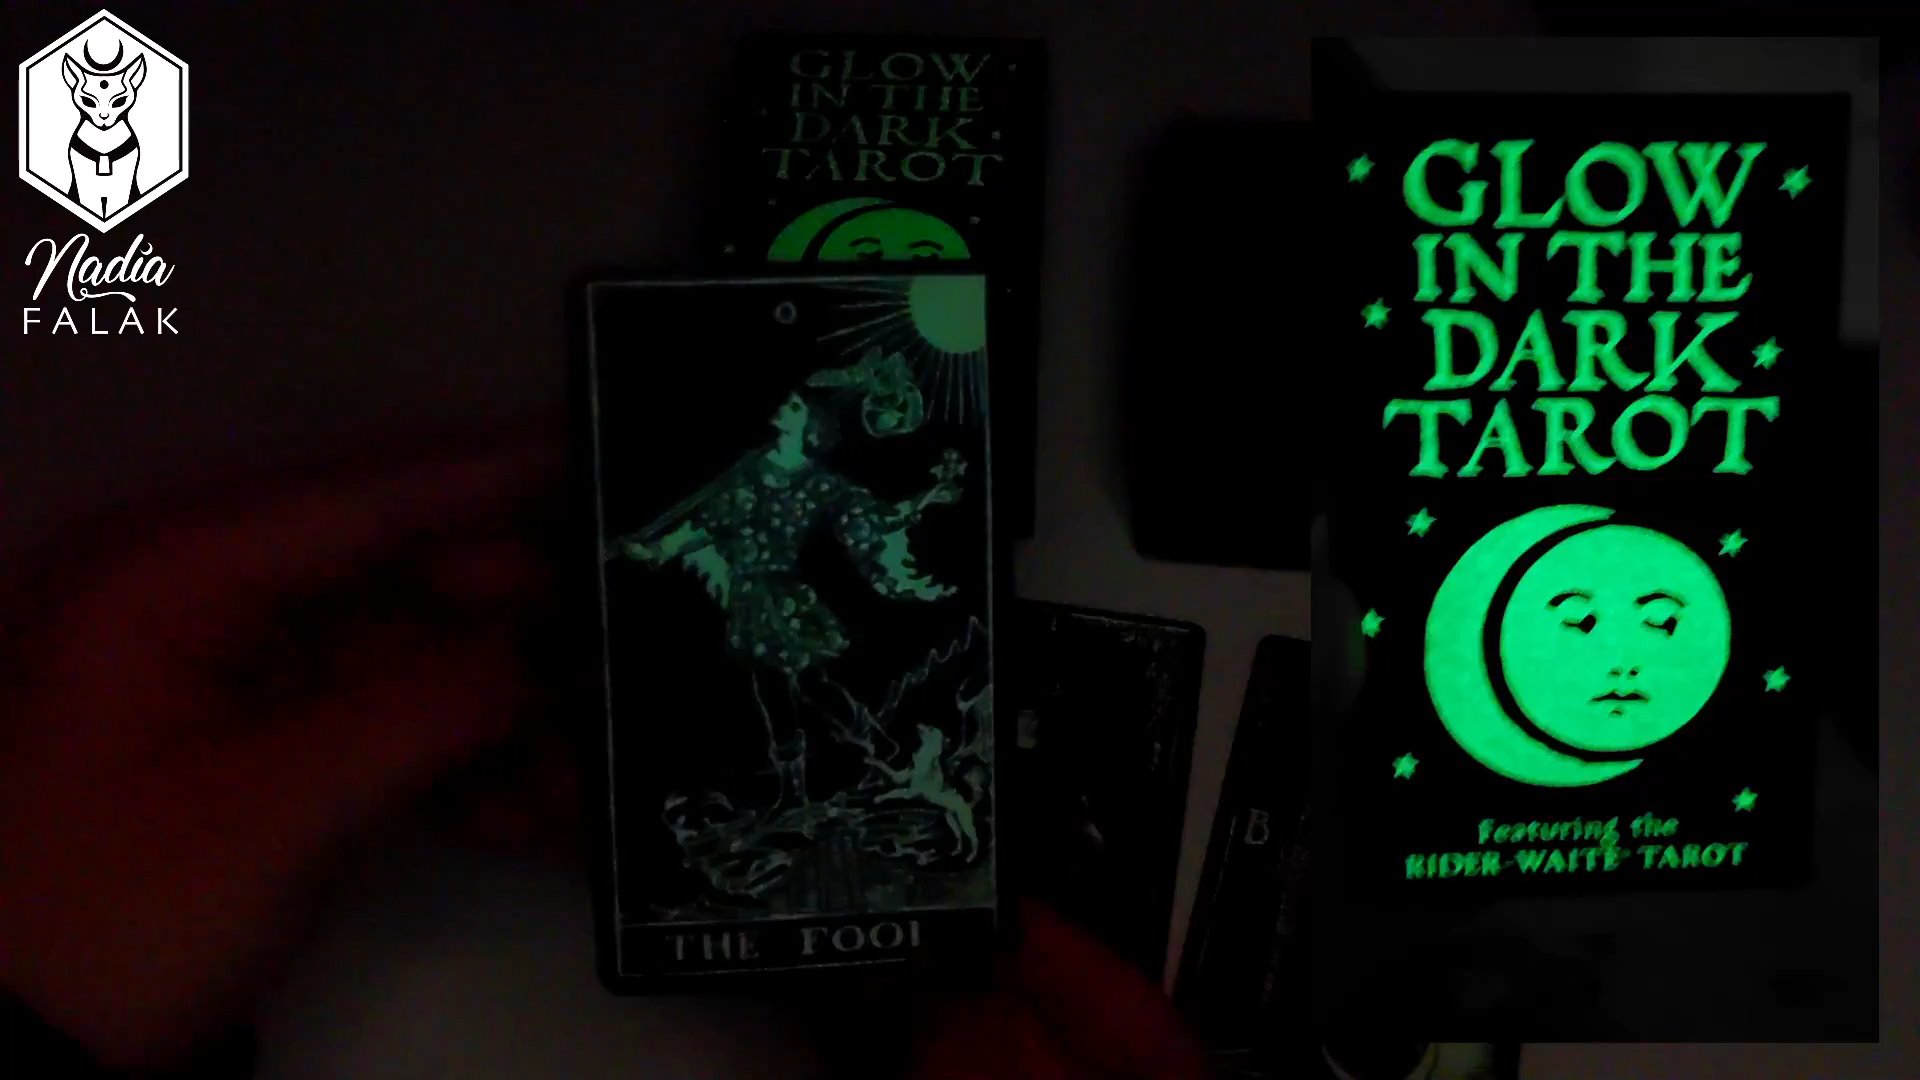 Nadia
FALAK
GLOW
IN THE
DARK
TAROT
0
THE FOOL
B
GLOW
IN THE
DARK
TAROT
Featuring the
RIDER-WAITE TAROT